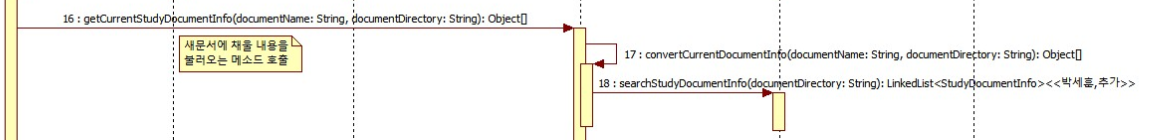 16 : getCurrentStudyDocumentInfo(documentName: String, documentDirectory: String): Object[]
새문서에 채울 내용을
불러오는 메소드 호출
17 : convertCurrentDocumentInfo(documentName: String, documentDirectory: String): Object[]
18 : searchStudyDocumentInfo(documentDirectory: String): LinkedList<StudyDocumentInfo><<박세훈,추가>>